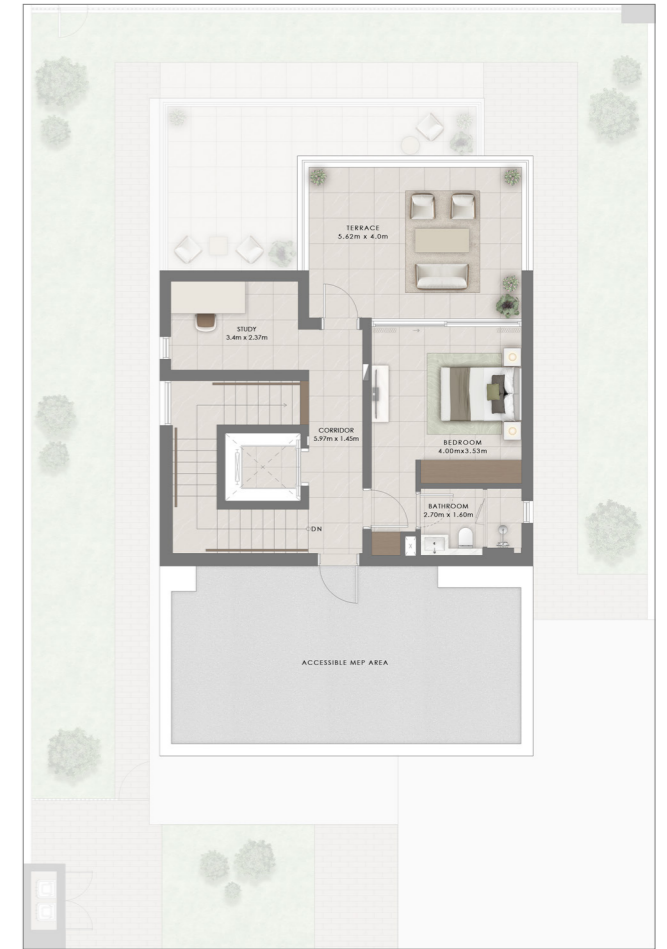 TERRACE
5.62m x 4.0m
STUDY
3.4m x 2.37m
CORRIDOR
5.97m x 1.45m
BEDROOM
4.00mx3.53m
BATHROOM
2.70m x 1.60m
DN
ACCESSIBLE MEP AREA